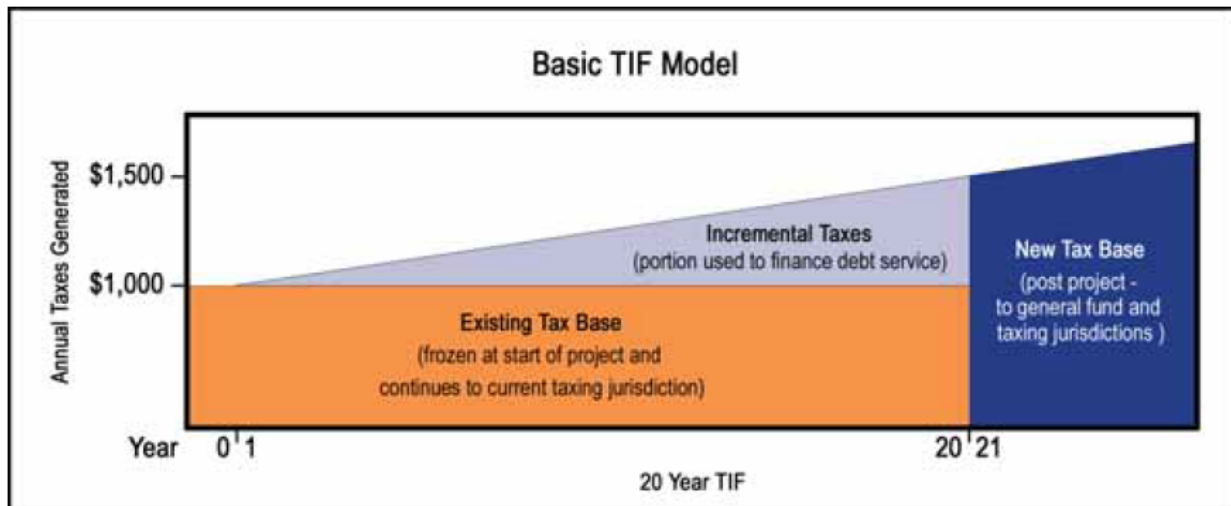 Basic TIF Model
Annual Taxes Generated
$1,500
$1,000
Incremental Taxes
(portion used to finance debt service)
Existing Tax Base
(frozen at start of project and
continues to current taxing jurisdiction)
New Tax Base
(post project -
to general fund and
taxing jurisdictions )
Year 0 1 20 21
20 Year TIF